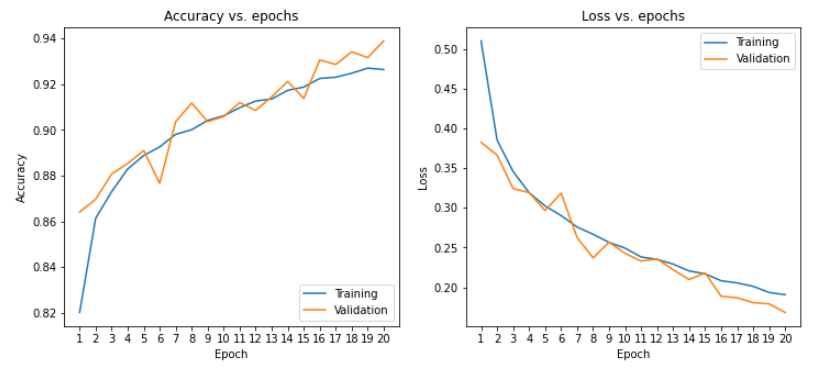 Accuracy vs. epochs
0.94
0.92
0.90
0.88
0.86
0.84
0.82
Accuracy
Training
Validation
1 2 3 4 5 6 7 8 9 10 11 12 13 14 15 16 17 18 19 20
Epoch
Loss vs. epochs
0.50
0.45
0.40
0.35
0.30
0.25
0.20
Loss
Training
Validation
1 2 3 4 5 6 7 8 9 10 11 12 13 14 15 16 17 18 19 20
Epoch